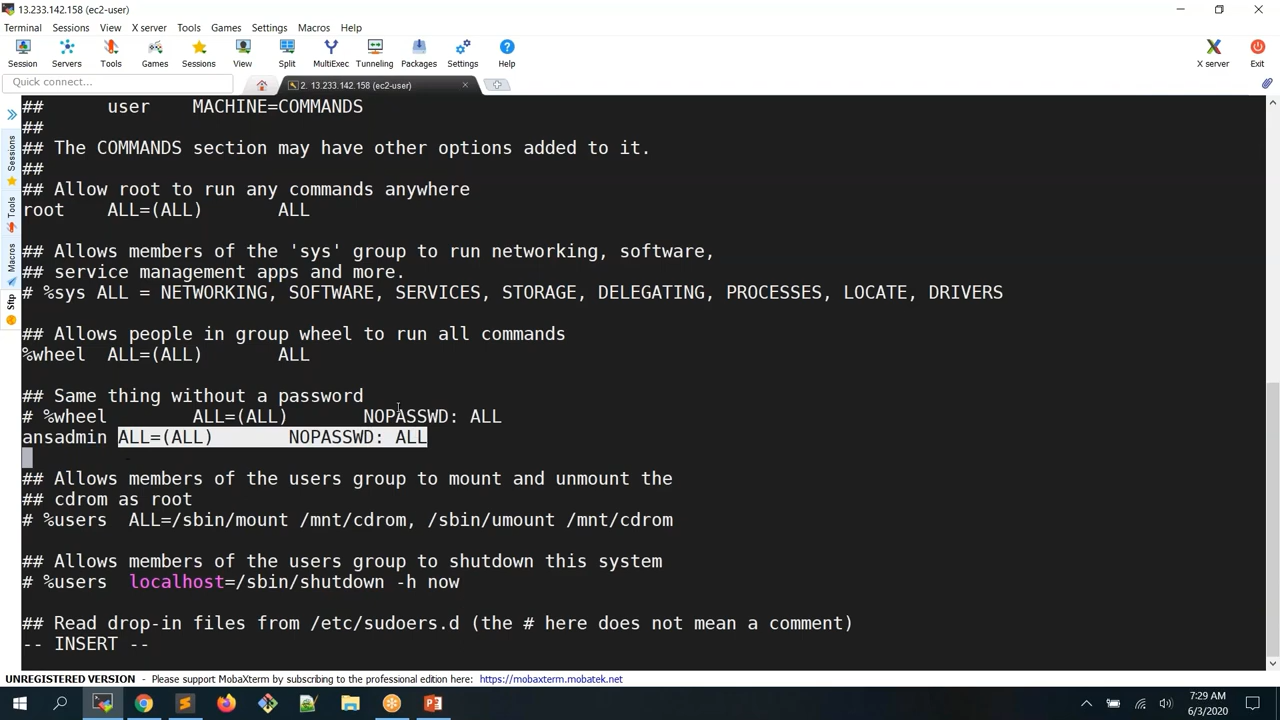 13.233.142.158 (ec2-user)
Terminal Sessions View X server Tools Games Settings Macros Help
Session Servers Tools Games Sessions View Split MultiExec Tunneling Packages Settings Help X server Exit
Quick connect...
2. 13.233.142.158 (ec2-user)
Sessions
Tools
Macros
Sftp
##      user    MACHINE=COMMANDS
##
## The COMMANDS section may have other options added to it.
##
## Allow root to run any commands anywhere
root    ALL=(ALL)       ALL
## Allows members of the 'sys' group to run networking, software,
## service management apps and more.
# %sys ALL = NETWORKING, SOFTWARE, SERVICES, STORAGE, DELEGATING, PROCESSES, LOCATE, DRIVERS
## Allows people in group wheel to run all commands
%wheel  ALL=(ALL)       ALL
## Same thing without a password
# %wheel        ALL=(ALL)       NOPASSWD: ALL
ansadmin ALL=(ALL)       NOPASSWD: ALL
## Allows members of the users group to mount and unmount the
## cdrom as root
# %users  ALL=/sbin/mount /mnt/cdrom, /sbin/umount /mnt/cdrom
## Allows members of the users group to shutdown this system
# %users  localhost=/sbin/shutdown -h now
## Read drop-in files from /etc/sudoers.d (the # here does not mean a comment)
-- INSERT --
UNREGISTERED VERSION - Please support MobaXterm by subscribing to the professional edition here: https://mobaxterm.mobatek.net
7:29 AM
6/3/2020